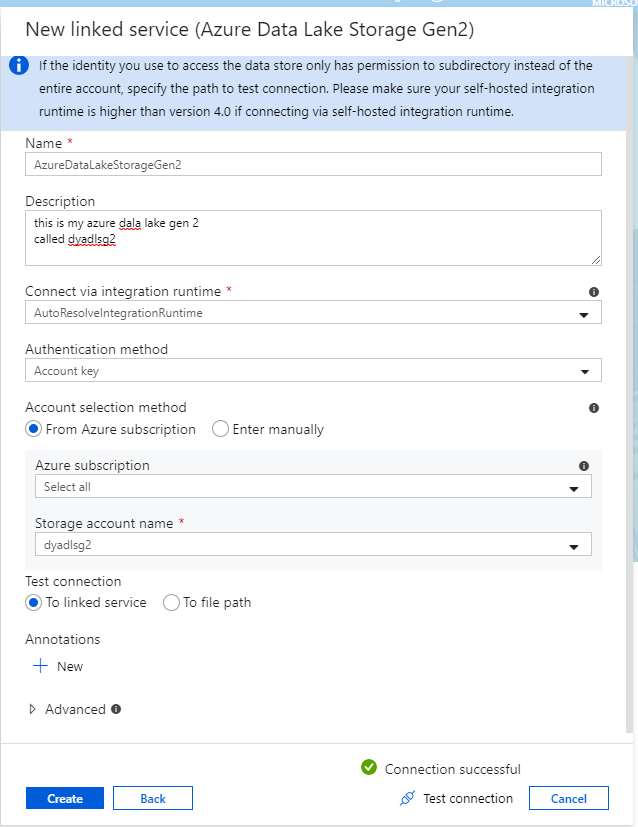 MICROSO
New linked service (Azure Data Lake Storage Gen2)
If the identity you use to access the data store only has permission to subdirectory instead of the
entire account, specify the path to test connection. Please make sure your self-hosted integration
runtime is higher than version 4.0 if connecting via self-hosted integration runtime.
Name *
AzureDataLakeStorageGen2
Description
this is my azure dala lake gen 2
called dyadlsg2
Connect via integration runtime *
AutoResolveIntegrationRuntime
Authentication method
Account key
Account selection method
From Azure subscription Enter manually
Azure subscription
Select all
Storage account name *
dyadlsg2
Test connection
To linked service To file path
Annotations
New
Advanced
Connection successful
Create Back Test connection Cancel